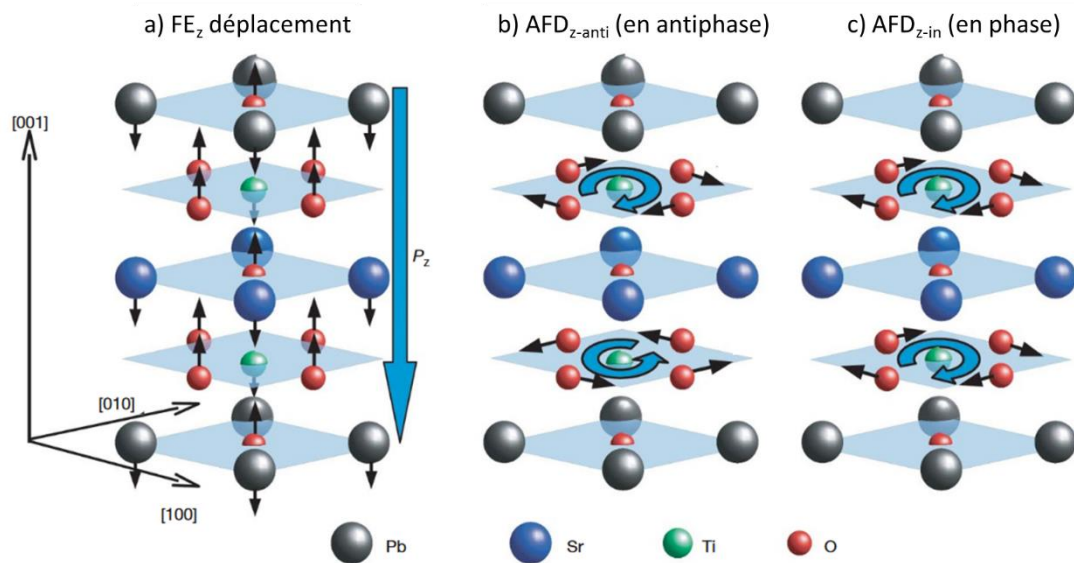 a) FEz déplacement
b) AFDz-anti (en antiphase)
c) AFDz-in (en phase)
[001]
Pz
[010]
[100]
Pb
Sr
Ti
O